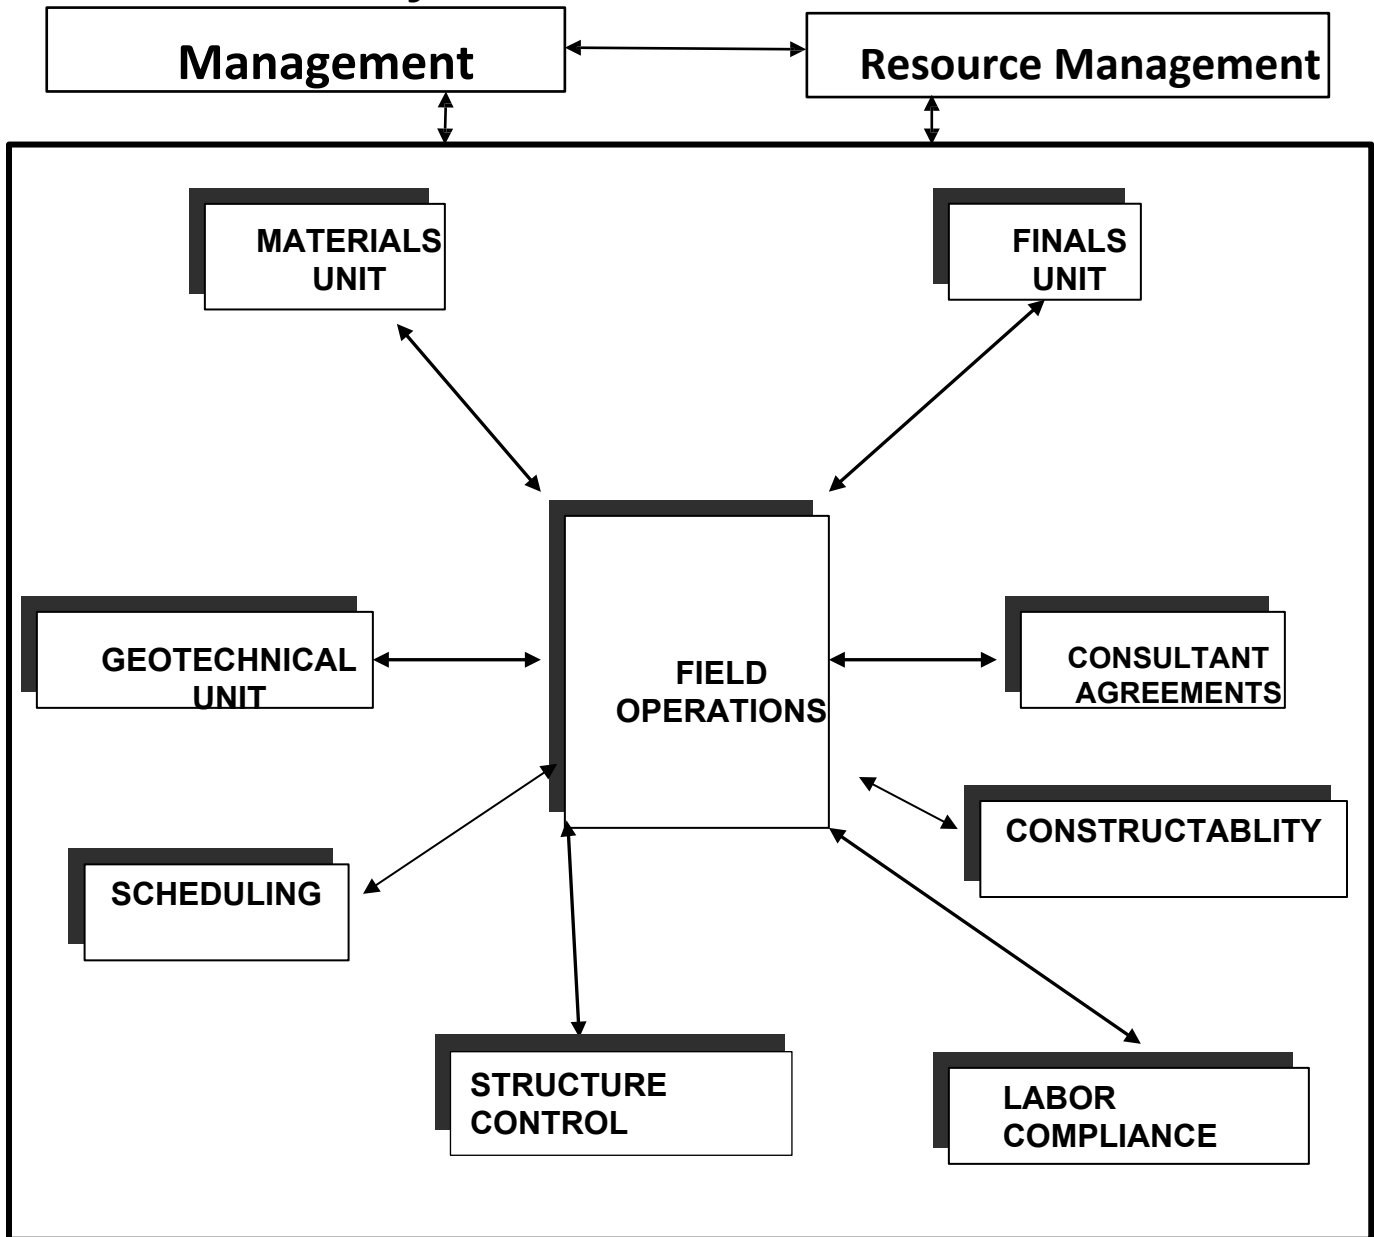 Management
Resource Management
MATERIALS
UNIT
FINALS
UNIT
GEOTECHNICAL
UNIT
FIELD
OPERATIONS
CONSULTANT
AGREEMENTS
CONSTRUCTABLITY
SCHEDULING
STRUCTURE
CONTROL
LABOR
COMPLIANCE